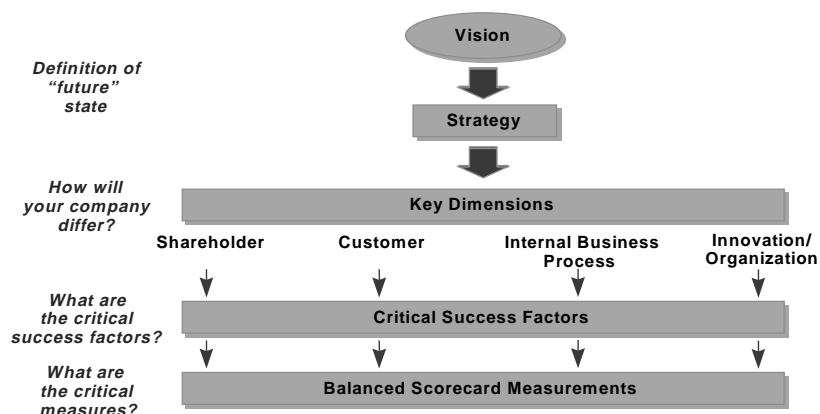 Vision
Definition of
“future”
state
Strategy
How will
your company
differ?
Key Dimensions
Shareholder
Customer
Internal Business
Process
Innovation/
Organization
What are
the critical
success factors?
Critical Success Factors
What are
the critical
measures?
Balanced Scorecard Measurements